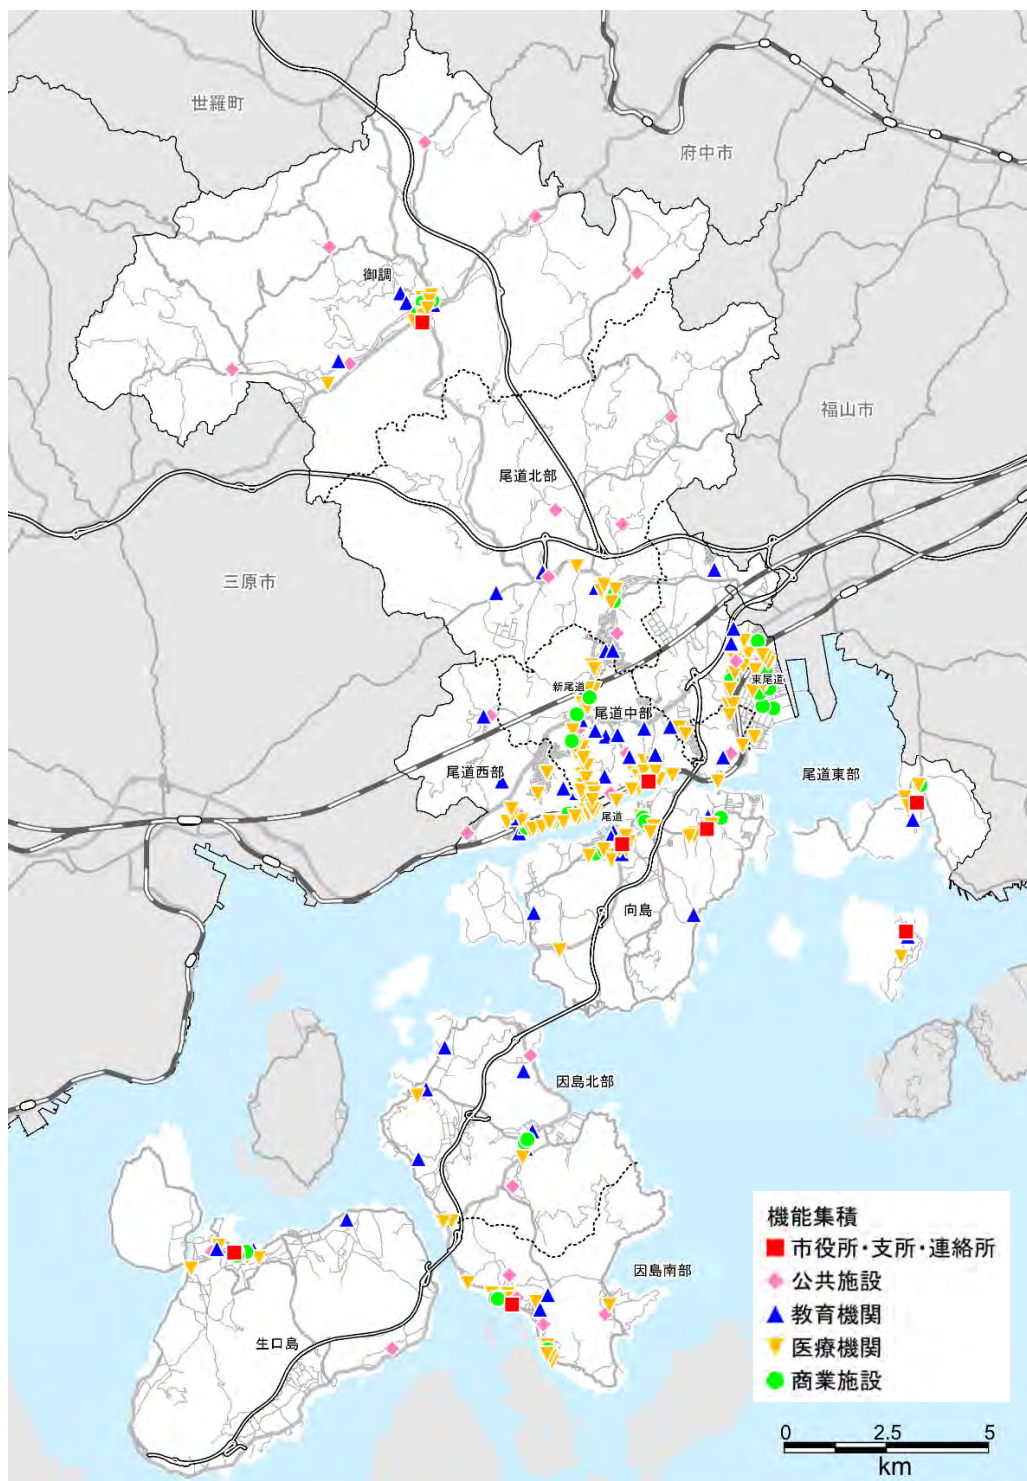 世羅町
府中市
御調
福山市
尾道北部
三原市
新尾道
東尾道
尾道中部
尾道西部
尾道東部
尾道
向島
因島北部
因島南部
生口島
機能集積
市役所・支所・連絡所
公共施設
教育機関
医療機関
商業施設
0 2.5 5
km